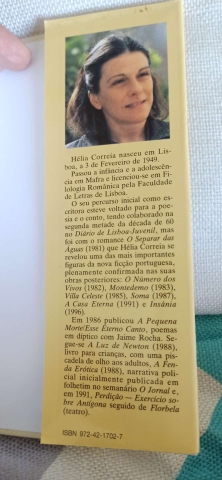 Hélia Correia nasceu em Lis-
boa, a 3 de Fevereiro de 1949.
Passou a infância e a adolescên-
cia em Mafra e licenciou-se em Fi-
lologia Românica pela Faculdade
de Letras de Lisboa.
O seu percurso inicial como es-
critora esteve voltado para a poe-
sia e o conto, tendo colaborado na
segunda metade da década de 60
no Diário de Lisboa-Juvenil, mas
foi com o romance O Separar das
Águas (1981) que Hélia Correia se
revelou uma das mais importantes
figuras da nova ficção portuguesa,
plenamente confirmada nas suas
obras posteriores: O Número dos
Vivos (1982), Montedemo (1983),
Villa Celeste (1985), Soma (1987),
A Casa Eterna (1991) e Insânia
(1996).
Em 1986 publicou A Pequena
Morte/Esse Eterno Canto, poemas
em díptico com Jaime Rocha. Se-
gue-se A Luz de Newton (1988),
livro para crianças, com uma pis-
cadela de olho aos adultos, A Fen-
da Erótica (1988), narrativa poli-
cial inicialmente publicada em
folhetim no semanário O Jornal e,
em 1991, Perdição — Exercício so-
bre Antígona seguido de Florbela
(teatro).
ISBN 972-42-1702-7